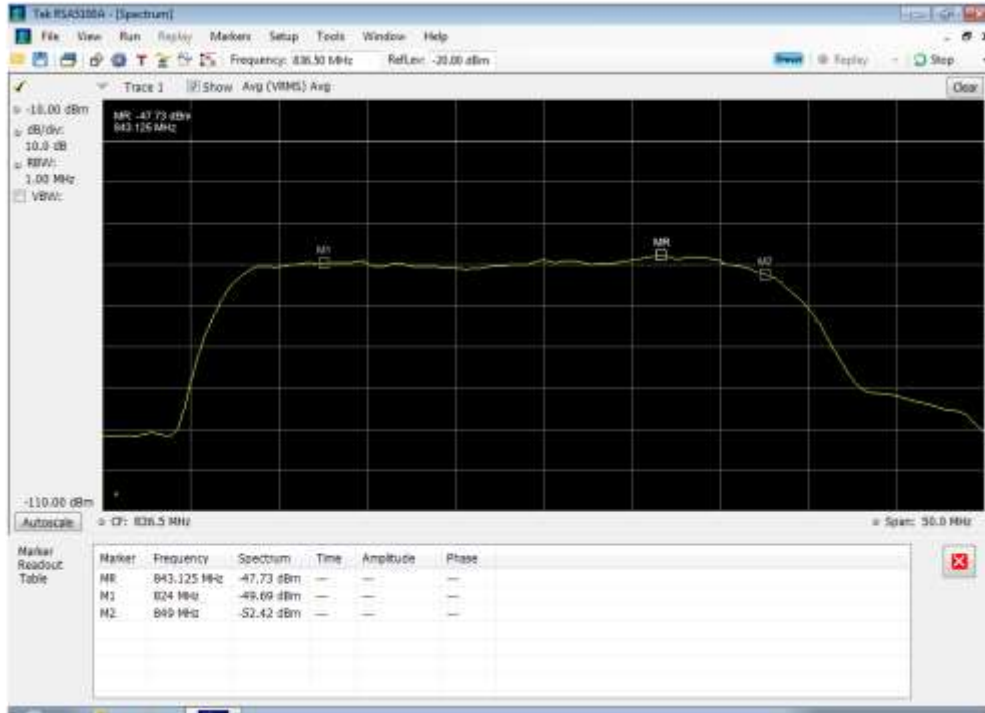 Tek RSA5100A - [Spectrum]
File View Run Replay Markers Setup Tools Window Help
Frequency: 836.50 MHz RefLev: -20.00 dBm Preset Replay Stop
Trace 1 Show Avg (VRMS) Avg Clear
-10.00 dBm
dB/div:
10.0 dB
RBW:
1.00 MHz
VBW:
MR: -47.73 dBm
843.125 MHz
M1
MR
M2
-110.00 dBm
Autoscale CF: 836.5 MHz Span: 50.0 MHz
Marker
Readout
Table
Marker Frequency Spectrum Time Amplitude Phase
MR 843.125 MHz -47.73 dBm --- --- ---
M1 824 MHz -49.69 dBm --- --- ---
M2 849 MHz -52.42 dBm --- --- ---